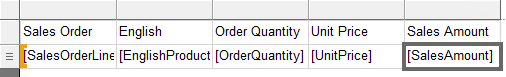 Sales Order English Order Quantity Unit Price Sales Amount
[SalesOrderLine [EnglishProduct [OrderQuantity] [UnitPrice] [SalesAmount]